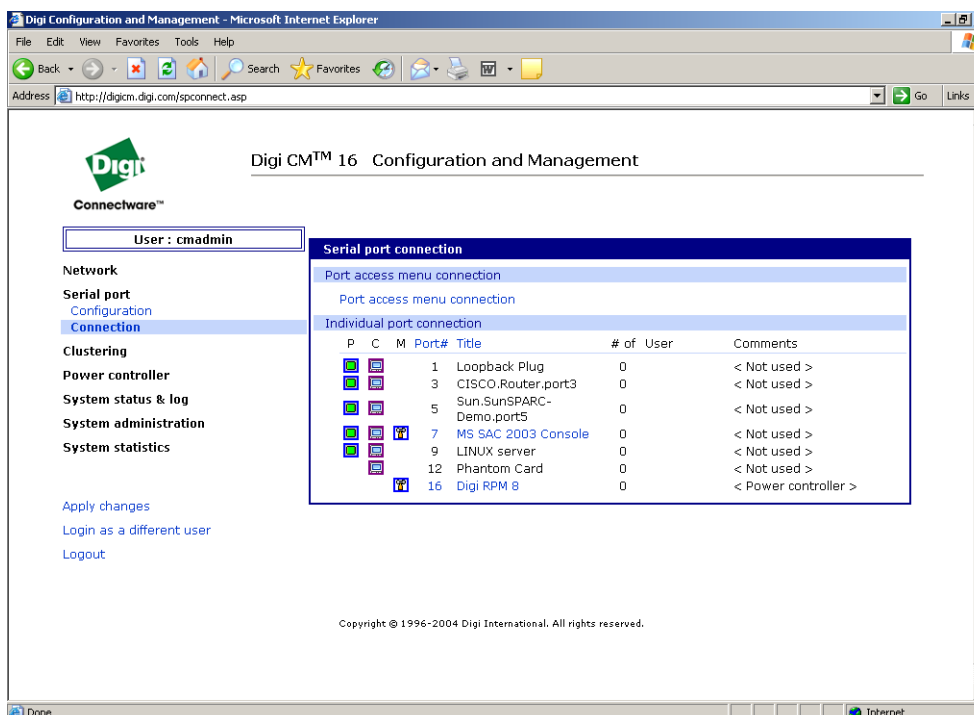 Digi Configuration and Management - Microsoft Internet Explorer
File Edit View Favorites Tools Help
Back Search Favorites
Address http://digicm.digi.com/spconnect.asp Go Links
Digi
Connectware™
Digi CM™ 16 Configuration and Management
User : cmadmin
Network
Serial port
Configuration
Connection
Clustering
Power controller
System status & log
System administration
System statistics
Apply changes
Login as a different user
Logout
Serial port connection
Port access menu connection
Port access menu connection
Individual port connection
P C M Port# Title # of User Comments
1 Loopback Plug 0 < Not used >
3 CISCO.Router.port3 0 < Not used >
5 Sun.SunSPARC-
Demo.port5 0 < Not used >
7 MS SAC 2003 Console 0 < Not used >
9 LINUX server 0 < Not used >
12 Phantom Card 0 < Not used >
16 Digi RPM 8 0 < Power controller >
Copyright © 1996-2004 Digi International. All rights reserved.
Done Internet